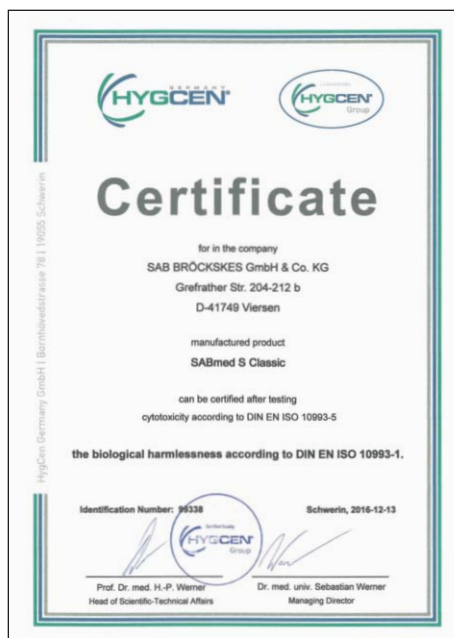 GERMANY
HYGCEN
HYGCEN
Group
Certificate
for in the company
SAB BRÖCKSKES GmbH & Co. KG
Grefrather Str. 204-212 b
D-41749 Viersen
manufactured product
SABmed S Classic
can be certified after testing
cytotoxicity according to DIN EN ISO 10993-5
the biological harmlessness according to DIN EN ISO 10993-1.
Identification Number: 99338
Schwerin, 2016-12-13
HYGCEN
Group
Prof. Dr. med. H.-P. Werner
Head of Scientific-Technical Affairs
Dr. med. univ. Sebastian Werner
Managing Director
HygCen Germany GmbH | Bornhövedstrasse 78 | 19055 Schwerin